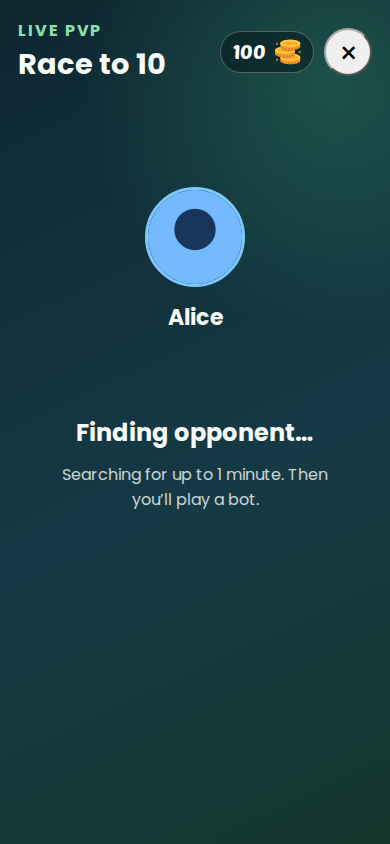 LIVE PVP
Race to 10
100
×
Alice
Finding opponent...
Searching for up to 1 minute. Then
you'll play a bot.